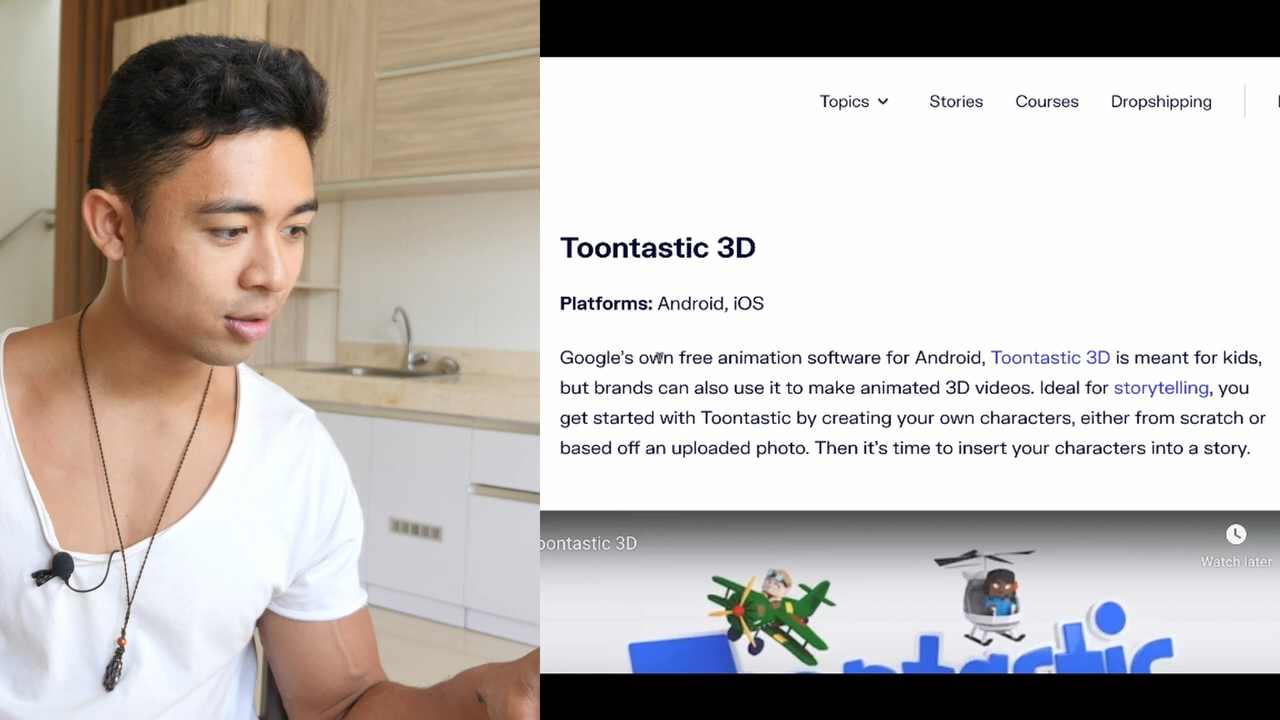 Topics
Stories
Courses
Dropshipping
Toontastic 3D
Platforms: Android, iOS
Google's own free animation software for Android, Toontastic 3D is meant for kids,
but brands can also use it to make animated 3D videos. Ideal for storytelling, you
get started with Toontastic by creating your own characters, either from scratch or
based off an uploaded photo. Then it's time to insert your characters into a story.
oontastic 3D
Watch later
ntastic